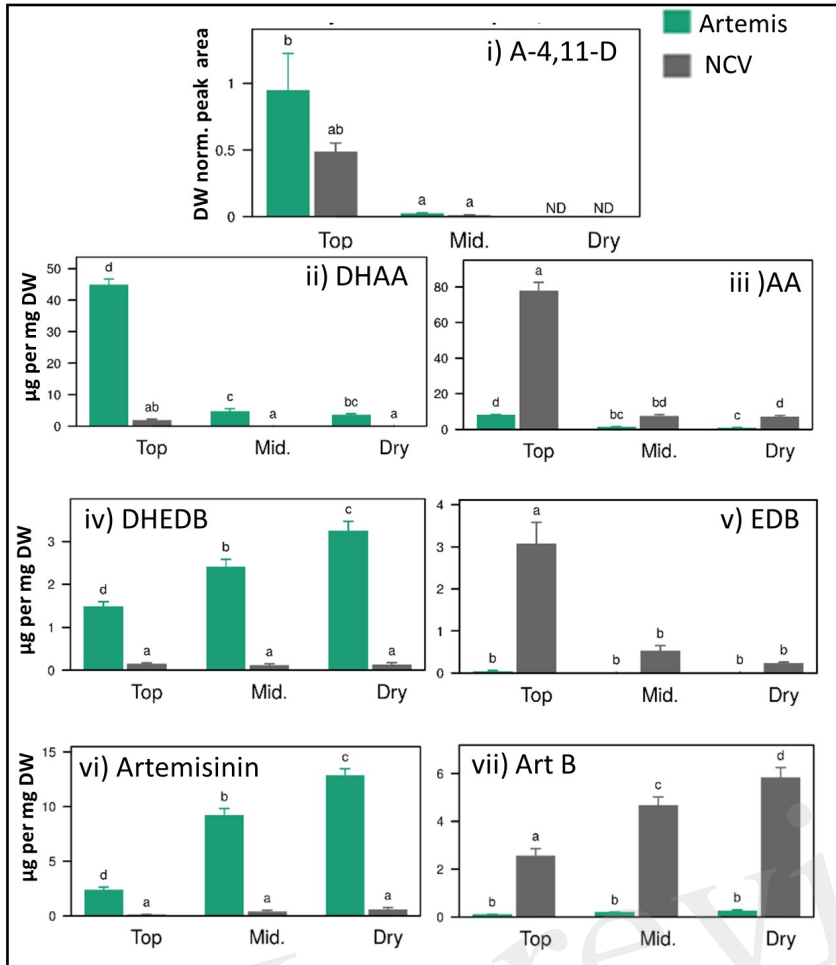 Artemis
NCV
i) A-4,11-D
DW norm. peak area
1
0.5
0
b
ab
a
a
ND
ND
Top
Mid.
Dry
ii) DHAA
µg per mg DW
50
40
30
20
10
0
d
ab
c
a
bc
a
Top
Mid.
Dry
iii )AA
80
60
40
20
0
d
a
bc
bd
c
d
Top
Mid.
Dry
iv) DHEDB
µg per mg DW
3
2
1
0
d
a
b
a
c
a
Top
Mid.
Dry
v) EDB
4
3
2
1
0
b
a
b
b
b
b
Top
Mid.
Dry
vi) Artemisinin
µg per mg DW
15
10
5
0
d
a
b
a
c
a
Top
Mid.
Dry
vii) Art B
6
4
2
0
b
a
b
c
b
d
Top
Mid.
Dry